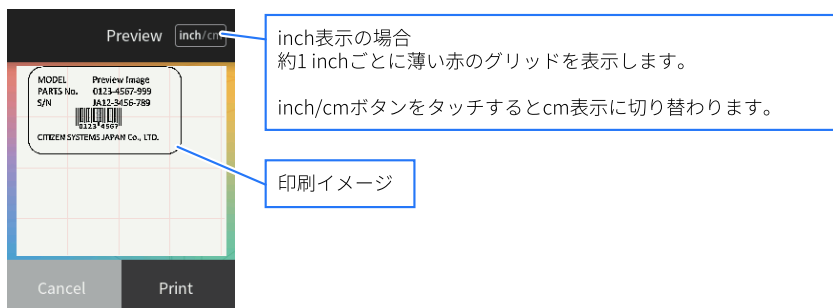 Preview
inch/cm
MODEL Preview Image
PARTS No. 0123-4567-999
S/N JA12-3456-789
0123 4567
CITIZEN SYSTEMS JAPAN Co., LTD.
Cancel
Print
inch表示の場合
約1 inchごとに薄い赤のグリッドを表示します。
inch/cmボタンをタッチするとcm表示に切り替わります。
印刷イメージ